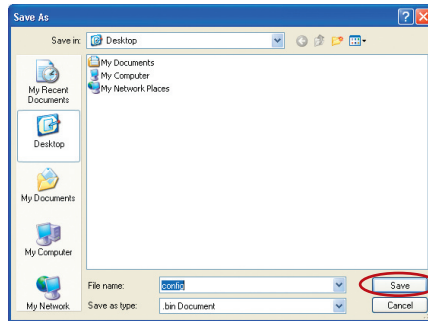 Save As
Save in:
Desktop
My Documents
My Computer
My Network Places
My Recent
Documents
Desktop
My Documents
My Computer
My Network
File name:
config
Save
Save as type:
.bin Document
Cancel